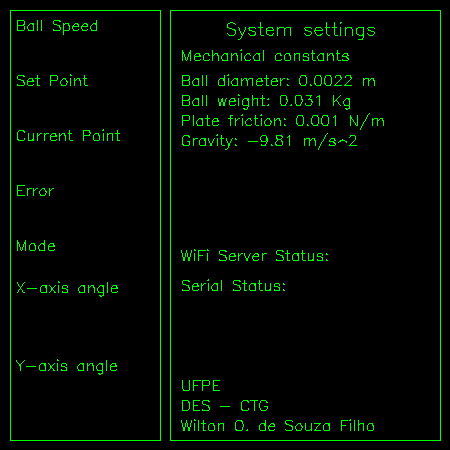 Ball Speed
Set Point
Current Point
Error
Mode
X-axis angle
Y-axis angle
System settings
Mechanical constants
Ball diameter: 0.0022 m
Ball weight: 0.031 Kg
Plate friction: 0.001 N/m
Gravity: -9.81 m/s^2
WiFi Server Status:
Serial Status:
UFPE
DES - CTG
Wilton O. de Souza Filho